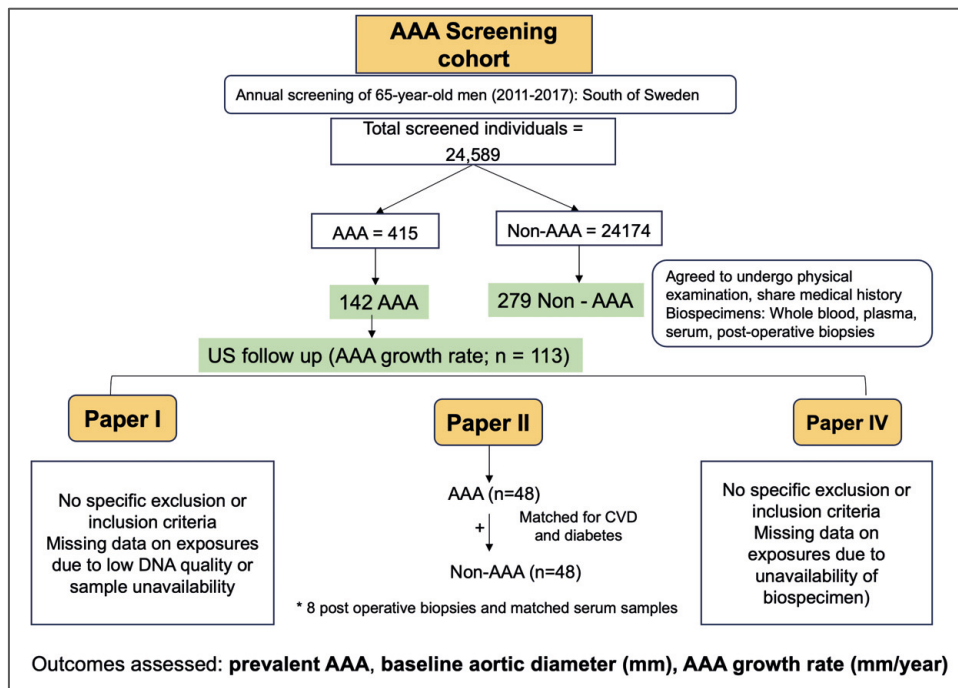 AAA Screening
cohort
Annual screening of 65-year-old men (2011-2017): South of Sweden
Total screened individuals =
24,589
AAA = 415
Non-AAA = 24174
142 AAA
279 Non - AAA
Agreed to undergo physical
examination, share medical history
Biospecimens: Whole blood, plasma,
serum, post-operative biopsies
US follow up (AAA growth rate; n = 113)
Paper I
No specific exclusion or
inclusion criteria
Missing data on exposures
due to low DNA quality or
sample unavailability
Paper II
AAA (n=48)
+
Matched for CVD
and diabetes
Non-AAA (n=48)
* 8 post operative biopsies and matched serum samples
Paper IV
No specific exclusion or
inclusion criteria
Missing data on
exposures due to
unavailability of
biospecimen)
Outcomes assessed: prevalent AAA, baseline aortic diameter (mm), AAA growth rate (mm/year)